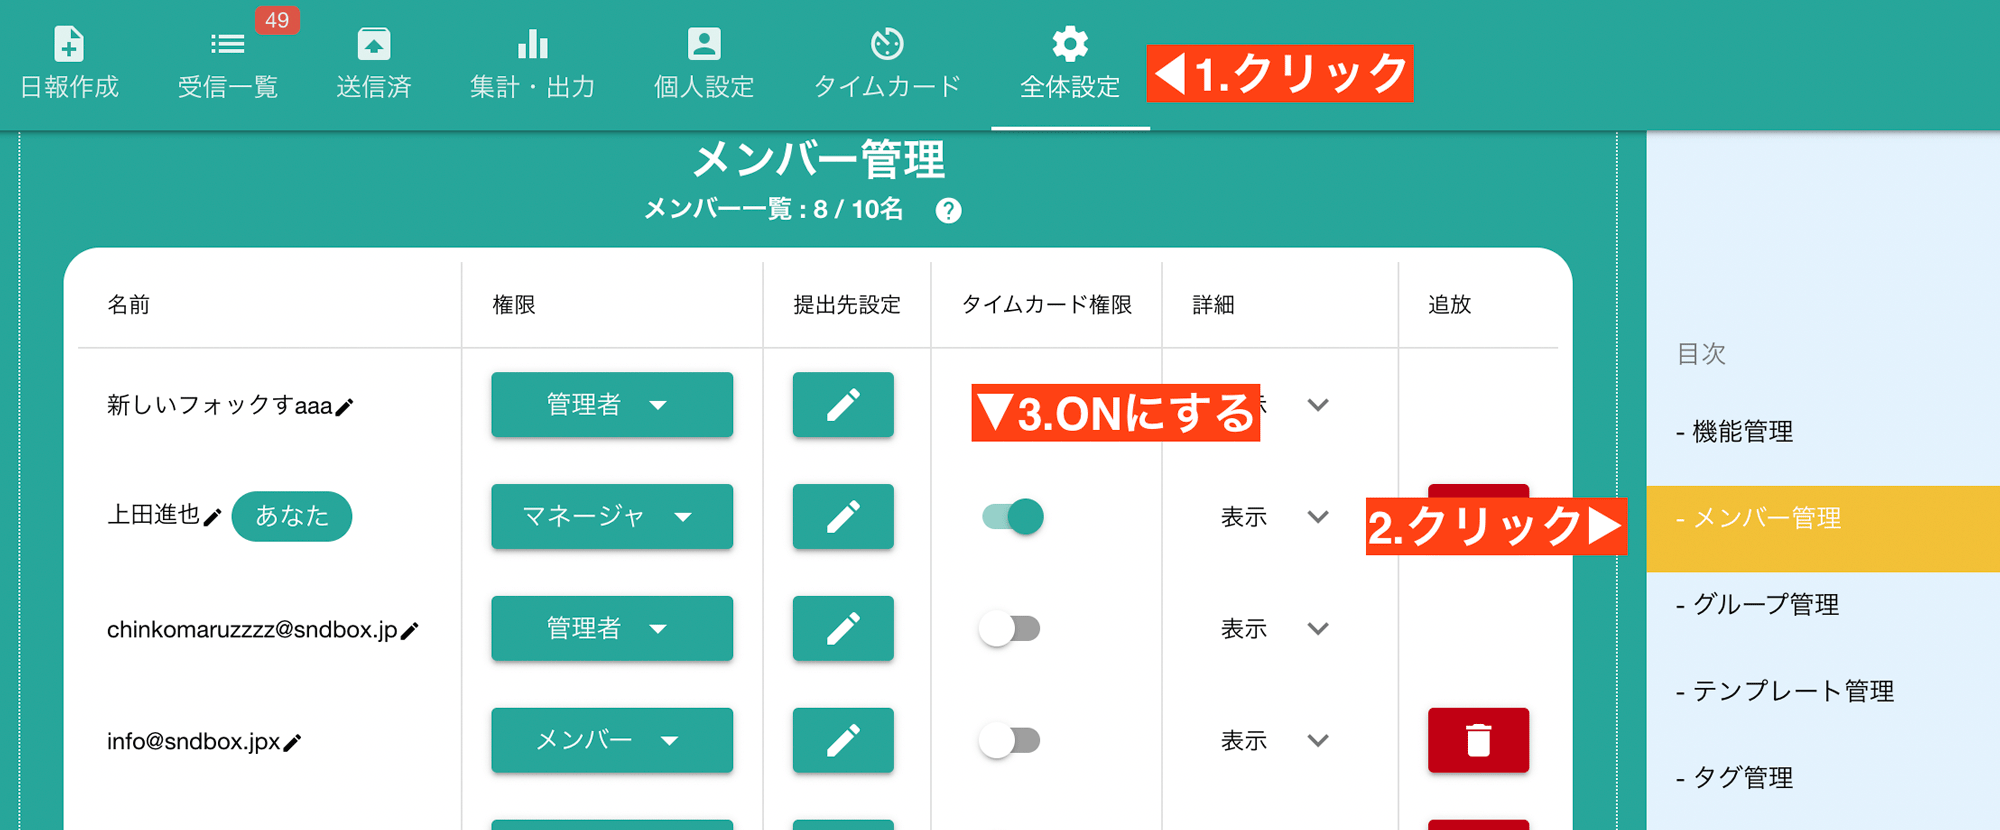 49
日報作成
受信一覧
送信済
集計・出力
個人設定
タイムカード
全体設定
◀1.クリック
メンバー管理
メンバー一覧 : 8 / 10名 ?
名前 権限 提出先設定 タイムカード権限 詳細 追放
新しいフォックすaaa 管理者 ▼3.ONにする 示
上田進也 あなた マネージャ 表示 2.クリック▶
chinkomaruzzzz@sndbox.jp 管理者 表示
info@sndbox.jpx メンバー 表示
目次
- 機能管理
- メンバー管理
- グループ管理
- テンプレート管理
- タグ管理